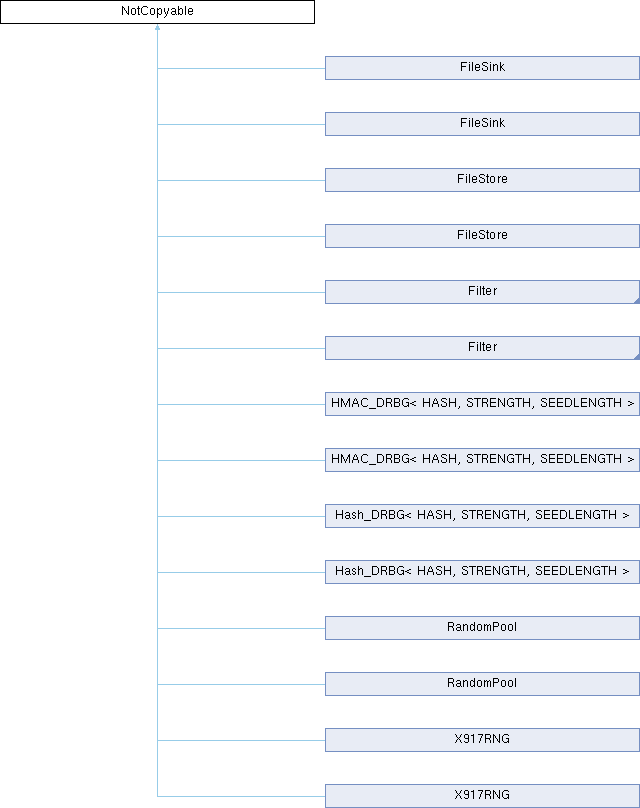 NotCopyable
FileSink
FileSink
FileStore
FileStore
Filter
Filter
HMAC_DRBG< HASH, STRENGTH, SEEDLENGTH >
HMAC_DRBG< HASH, STRENGTH, SEEDLENGTH >
Hash_DRBG< HASH, STRENGTH, SEEDLENGTH >
Hash_DRBG< HASH, STRENGTH, SEEDLENGTH >
RandomPool
RandomPool
X917RNG
X917RNG